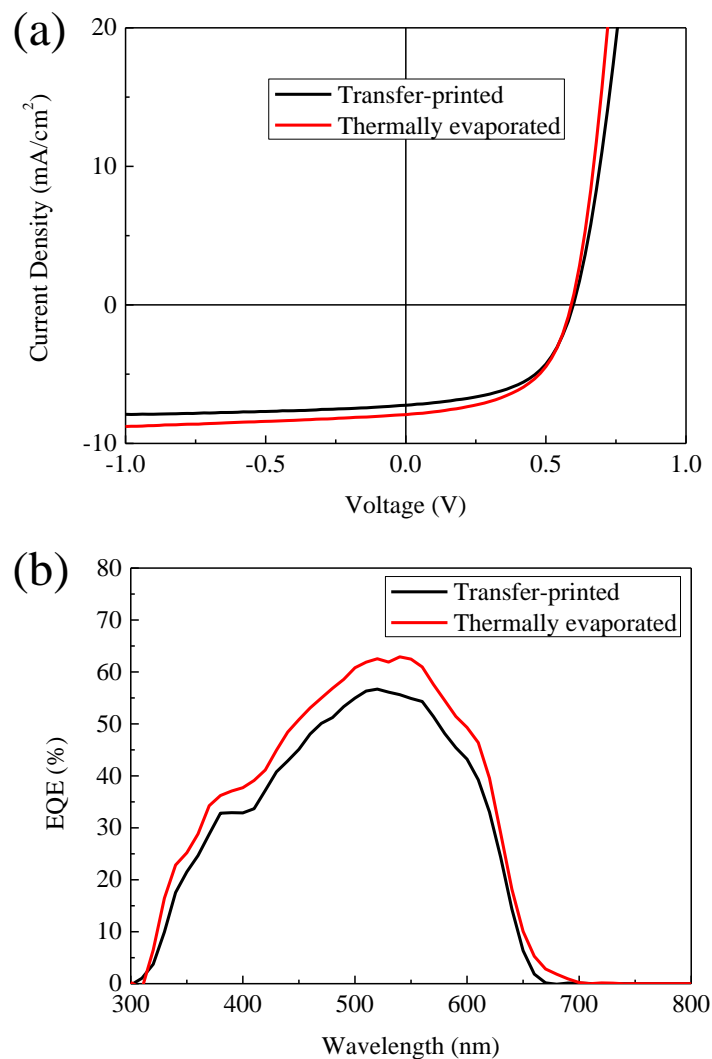 (a)
20
10
0
-10
Current Density (mA/cm²)
Transfer-printed
Thermally evaporated
-1.0 -0.5 0.0 0.5 1.0
Voltage (V)
(b)
80
70
60
50
40
30
20
10
0
EQE (%)
Transfer-printed
Thermally evaporated
300 400 500 600 700 800
Wavelength (nm)